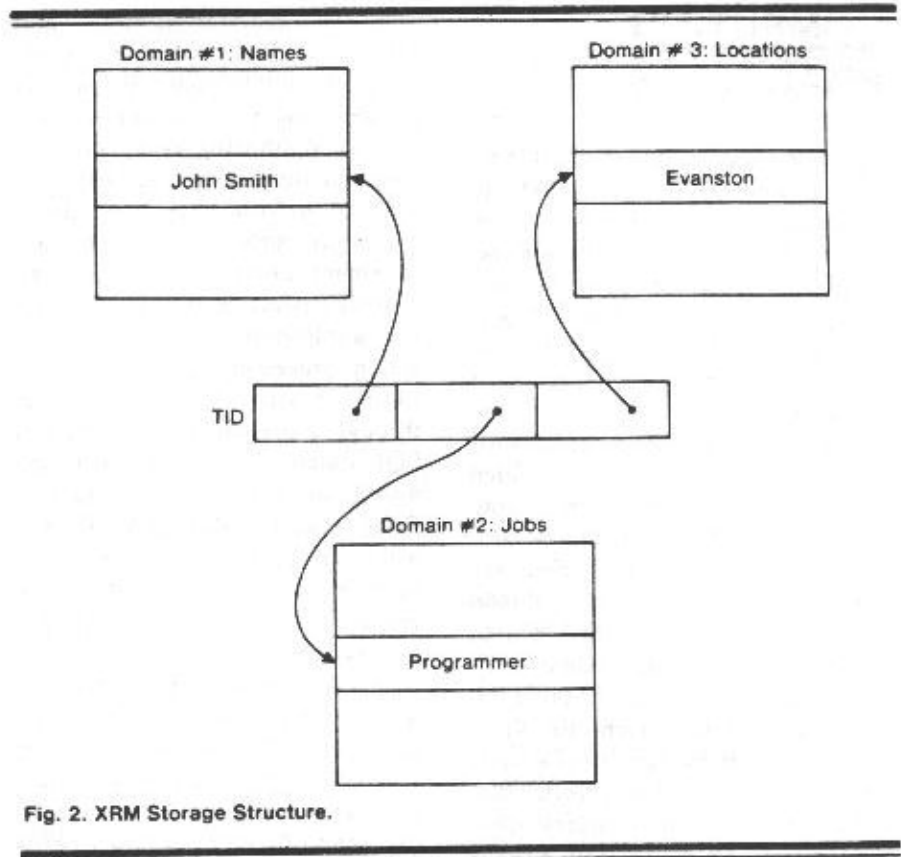 Domain #1: Names
Domain # 3: Locations
John Smith
Evanston
TID
Domain #2: Jobs
Programmer
Fig. 2. XRM Storage Structure.